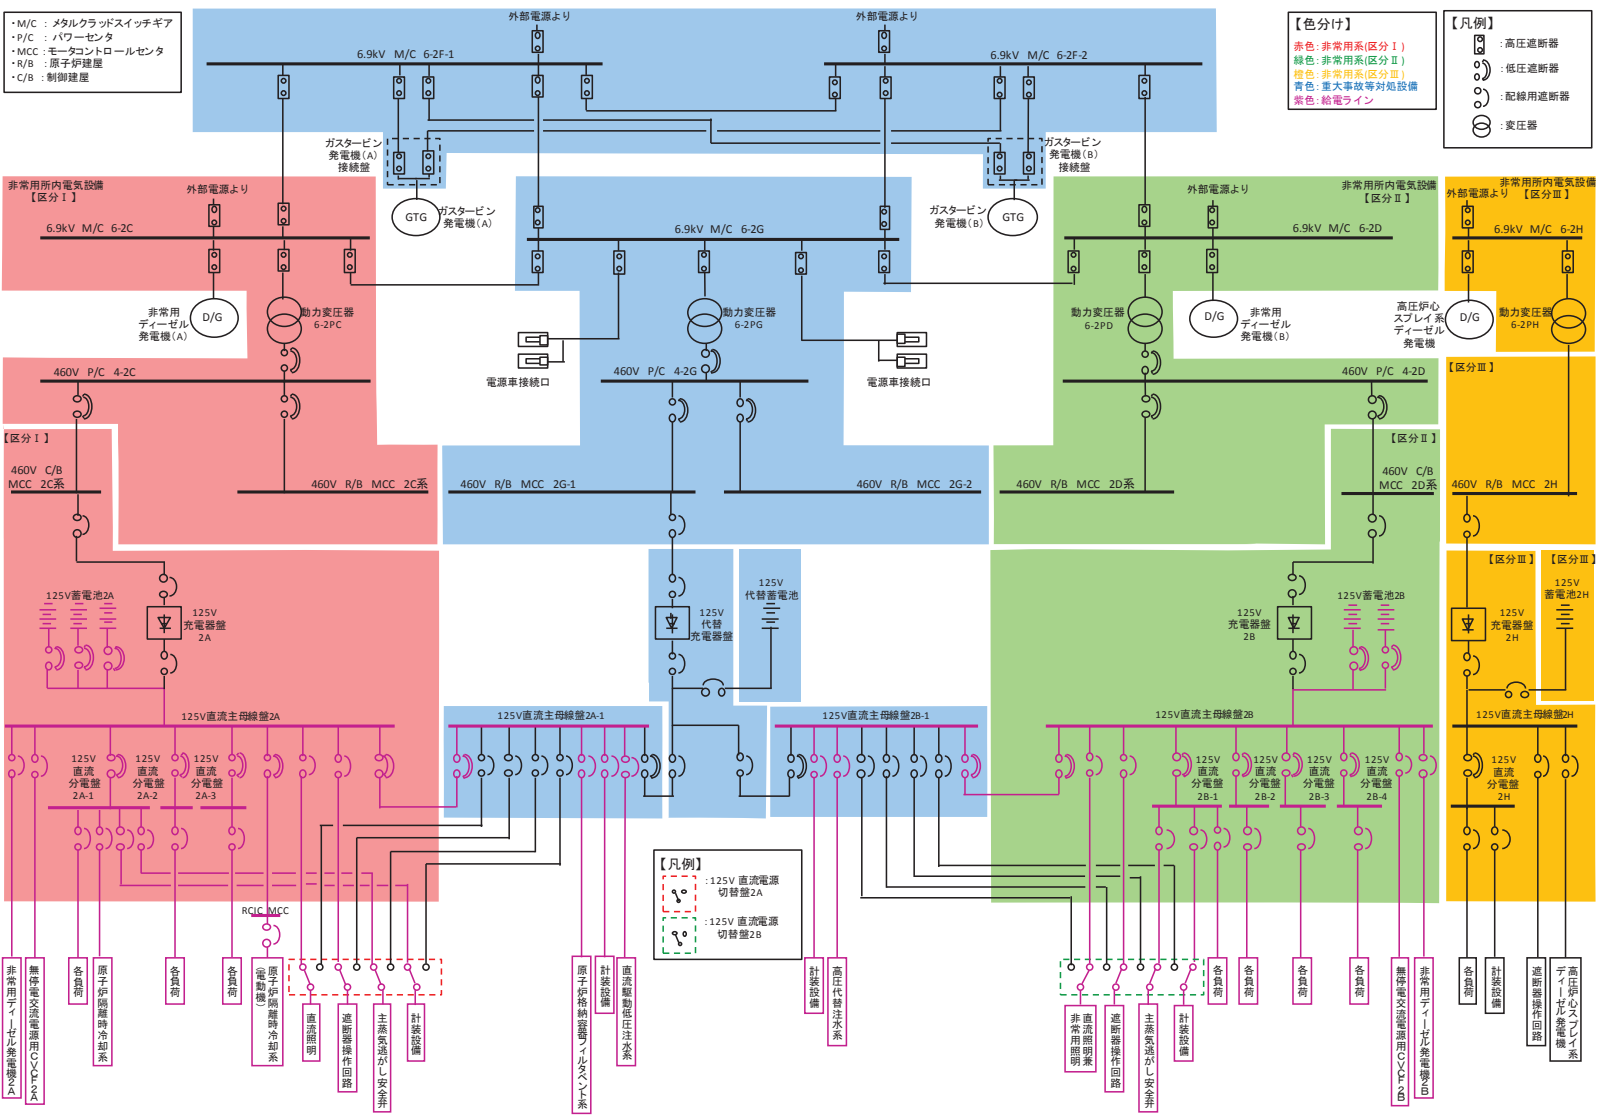 ・M/C ： メタルクラッドスイッチギア
・P/C ： パワーセンタ
・MCC ：モータコントロールセンタ
・R/B ： 原子炉建屋
・C/B ： 制御建屋
【色分け】
赤色：非常用系(区分Ⅰ)
緑色：非常用系(区分Ⅱ)
橙色：非常用系(区分Ⅲ)
青色：重大事故等対処設備
紫色：給電ライン
【凡例】
：高圧遮断器
：低圧遮断器
：配線用遮断器
：変圧器
外部電源より
外部電源より
6.9kV M/C 6-2F-1
6.9kV M/C 6-2F-2
ガスタービン
発電機(A)
接続盤
ガスタービン
発電機(B)
接続盤
GTG
ガスタービン
発電機(A)
ガスタービン
発電機(B)
GTG
非常用所内電気設備
【区分Ⅰ】
外部電源より
6.9kV M/C 6-2C
6.9kV M/C 6-2G
非常用所内電気設備
【区分Ⅱ】
外部電源より
6.9kV M/C 6-2D
非常用所内電気設備
【区分Ⅲ】
外部電源より
6.9kV M/C 6-2H
非常用
ディーゼル
発電機(A)
D/G
動力変圧器
6-2PC
動力変圧器
6-2PG
動力変圧器
6-2PD
D/G
非常用
ディーゼル
発電機(B)
高圧炉心
スプレイ系
ディーゼル
発電機
D/G
動力変圧器
6-2PH
電源車接続口
電源車接続口
460V P/C 4-2C
460V P/C 4-2G
460V P/C 4-2D
【区分Ⅲ】
【区分Ⅰ】
【区分Ⅱ】
460V C/B
MCC 2C系
460V R/B MCC 2C系
460V R/B MCC 2G-1
460V R/B MCC 2G-2
460V R/B MCC 2D系
460V C/B
MCC 2D系
460V R/B MCC 2H
【区分Ⅲ】
【区分Ⅲ】
125V蓄電池2A
125V
充電器盤
2A
125V
代替
充電器盤
125V
代替蓄電池
125V
充電器盤
2B
125V蓄電池2B
125V
充電器盤
2H
125V
蓄電池2H
125V直流主母線盤2A
125V直流主母線盤2A-1
125V直流主母線盤2B-1
125V直流主母線盤2B
125V直流主母線盤2H
125V
直流
分電盤
2A-1
125V
直流
分電盤
2A-2
125V
直流
分電盤
2A-3
125V
直流
分電盤
2B-1
125V
直流
分電盤
2B-2
125V
直流
分電盤
2B-3
125V
直流
分電盤
2B-4
125V
直流
分電盤
2H
【凡例】
：125V 直流電源
切替盤2A
：125V 直流電源
切替盤2B
RCIC MCC
非常用ディーゼル発電機2A
無停電交流電源用CVCF2A
各負荷
原子炉隔離時冷却系
各負荷
各負荷
原子炉隔離時冷却系
(電動機)
直流照明
遮断器操作回路
主蒸気逃がし安全弁
計装設備
原子炉格納容器フィルタベント系
計装設備
直流駆動低圧注水系
計装設備
高圧代替注水系
直流照明兼
非常用照明
遮断器操作回路
主蒸気逃がし安全弁
計装設備
各負荷
各負荷
各負荷
各負荷
無停電交流電源用CVCF2B
非常用ディーゼル発電機2B
各負荷
計装設備
遮断器操作回路
高圧炉心スプレイ系
ディーゼル発電機